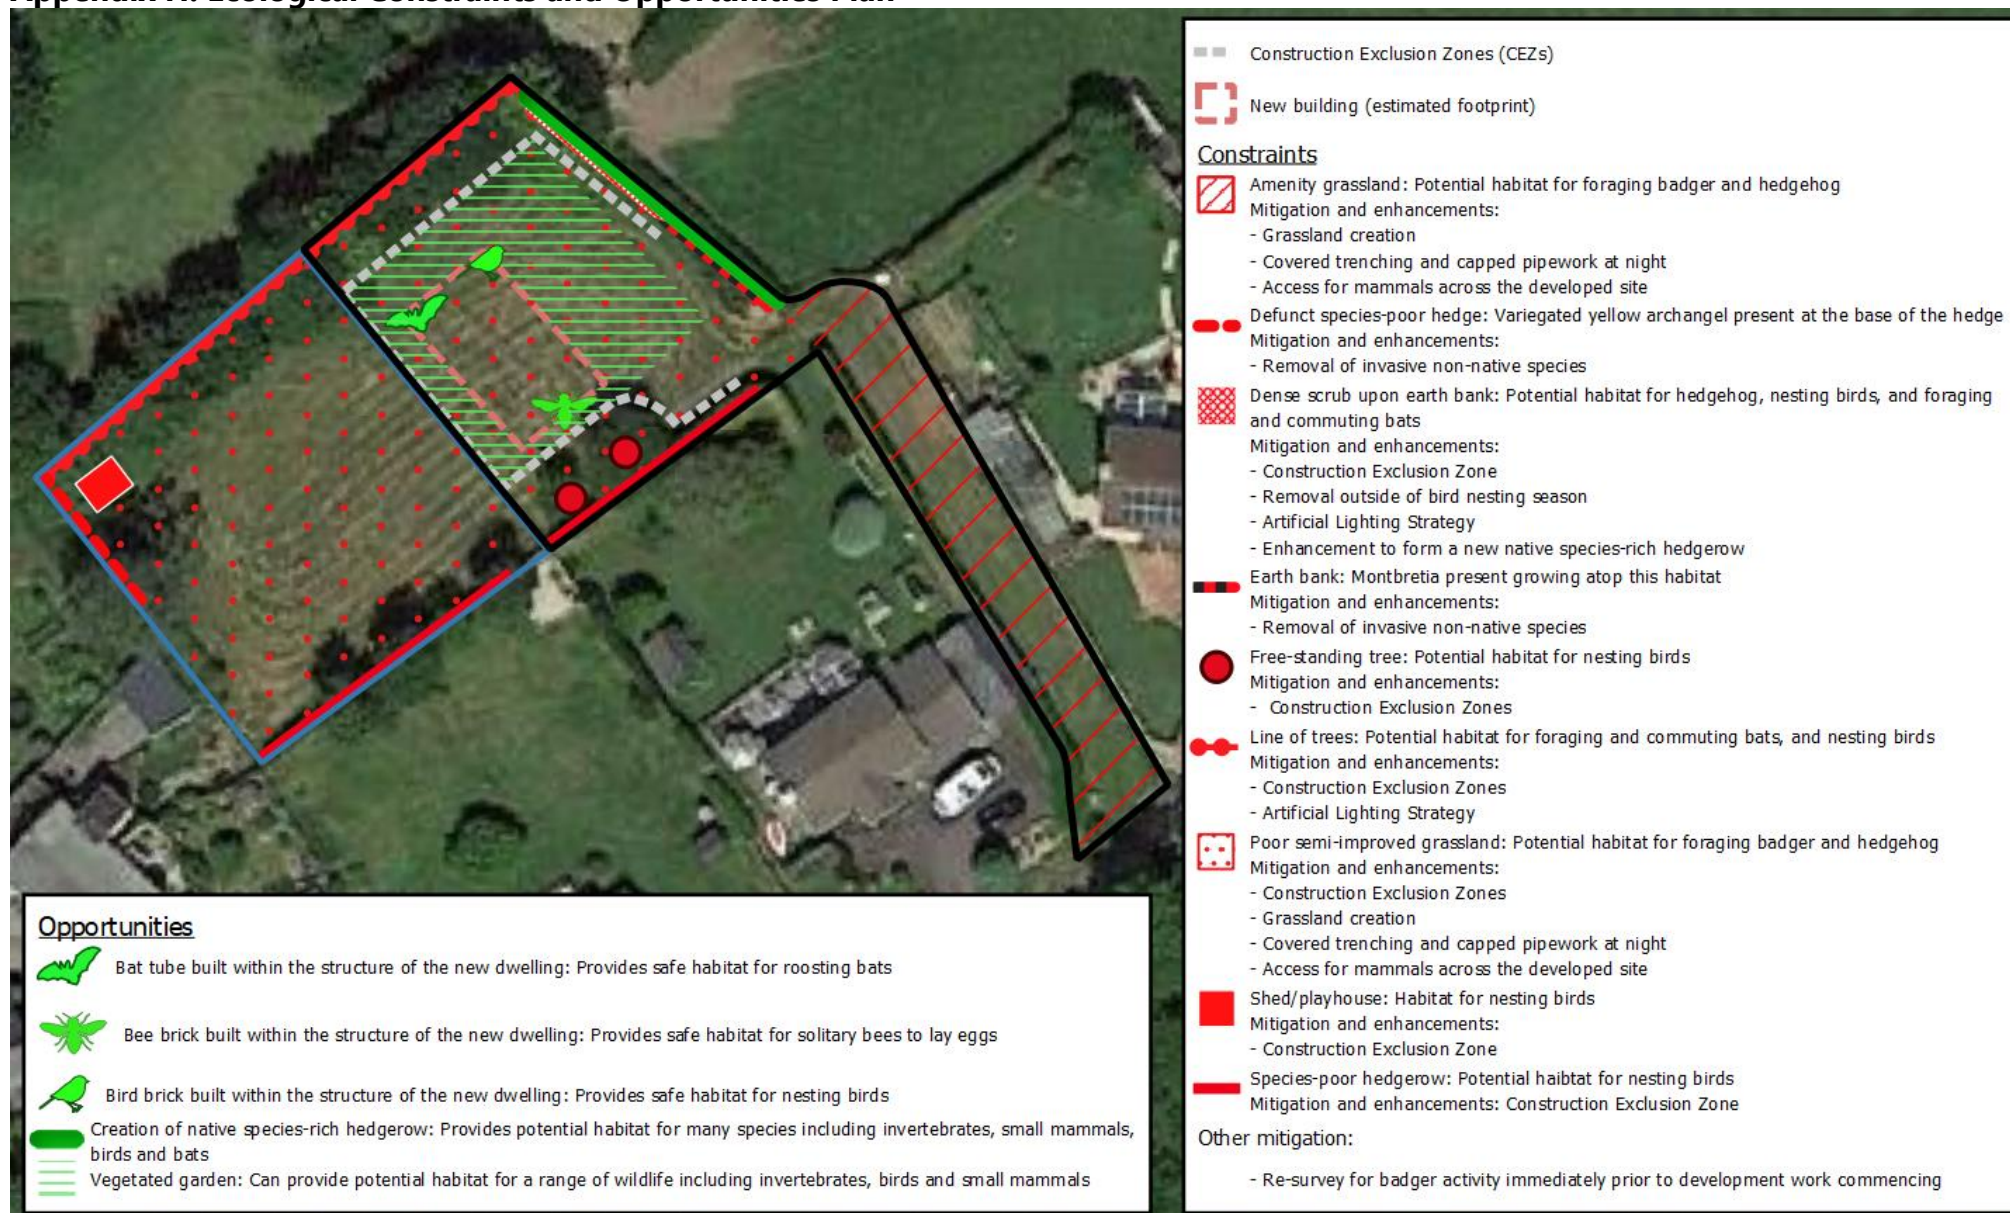 Appendix A: Ecological Constraints and Opportunities Plan
Construction Exclusion Zones (CEZs)
New building (estimated footprint)
Constraints
Amenity grassland: Potential habitat for foraging badger and hedgehog
Mitigation and enhancements:
- Grassland creation
- Covered trenching and capped pipework at night
- Access for mammals across the developed site
Defunct species-poor hedge: Variegated yellow archangel present at the base of the hedge
Mitigation and enhancements:
- Removal of invasive non-native species
Dense scrub upon earth bank: Potential habitat for hedgehog, nesting birds, and foraging
and commuting bats
Mitigation and enhancements:
- Construction Exclusion Zone
- Removal outside of bird nesting season
- Artificial Lighting Strategy
- Enhancement to form a new native species-rich hedgerow
Earth bank: Montbretia present growing atop this habitat
Mitigation and enhancements:
- Removal of invasive non-native species
Free-standing tree: Potential habitat for nesting birds
Mitigation and enhancements:
- Construction Exclusion Zones
Line of trees: Potential habitat for foraging and commuting bats, and nesting birds
Mitigation and enhancements:
- Construction Exclusion Zones
- Artificial Lighting Strategy
Poor semi-improved grassland: Potential habitat for foraging badger and hedgehog
Mitigation and enhancements:
- Construction Exclusion Zones
- Grassland creation
- Covered trenching and capped pipework at night
- Access for mammals across the developed site
Shed/playhouse: Habitat for nesting birds
Mitigation and enhancements:
- Construction Exclusion Zone
Species-poor hedgerow: Potential haibtat for nesting birds
Mitigation and enhancements: Construction Exclusion Zone
Other mitigation:
- Re-survey for badger activity immediately prior to development work commencing
Opportunities
Bat tube built within the structure of the new dwelling: Provides safe habitat for roosting bats
Bee brick built within the structure of the new dwelling: Provides safe habitat for solitary bees to lay eggs
Bird brick built within the structure of the new dwelling: Provides safe habitat for nesting birds
Creation of native species-rich hedgerow: Provides potential habitat for many species including invertebrates, small mammals,
birds and bats
Vegetated garden: Can provide potential habitat for a range of wildlife including invertebrates, birds and small mammals